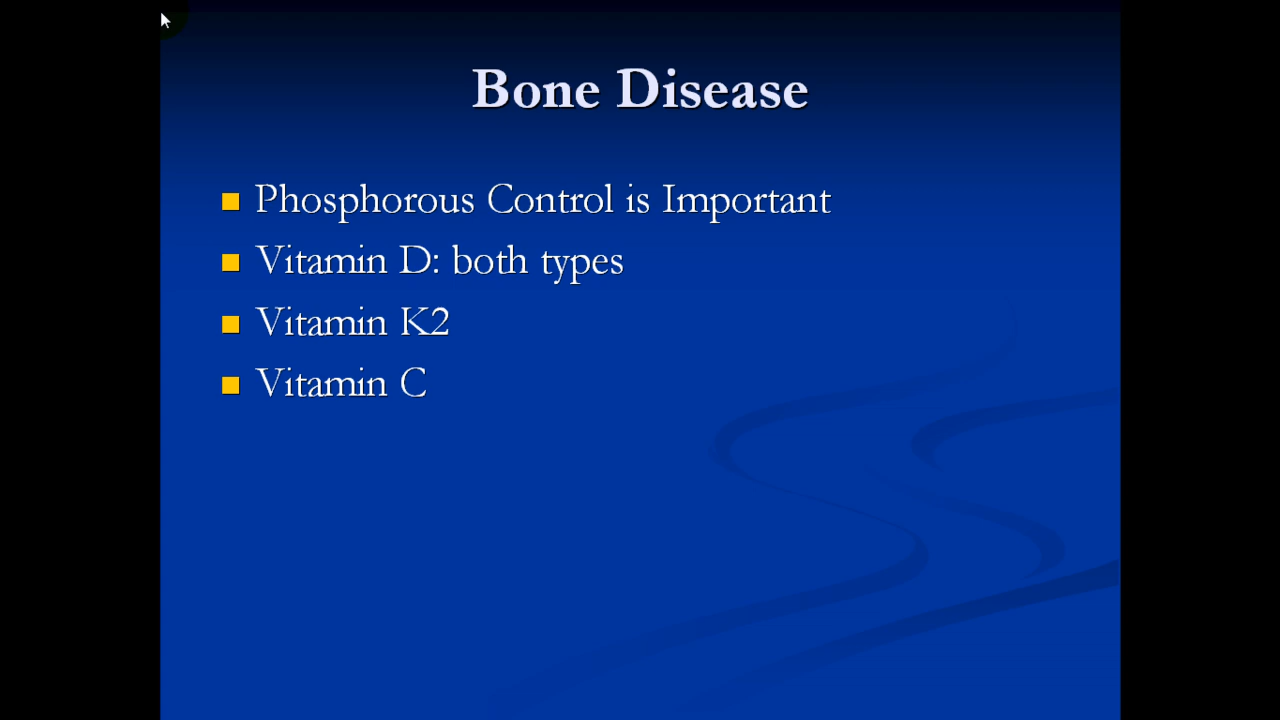 Bone Disease
Phosphorous Control is Important
Vitamin D: both types
Vitamin K2
Vitamin C